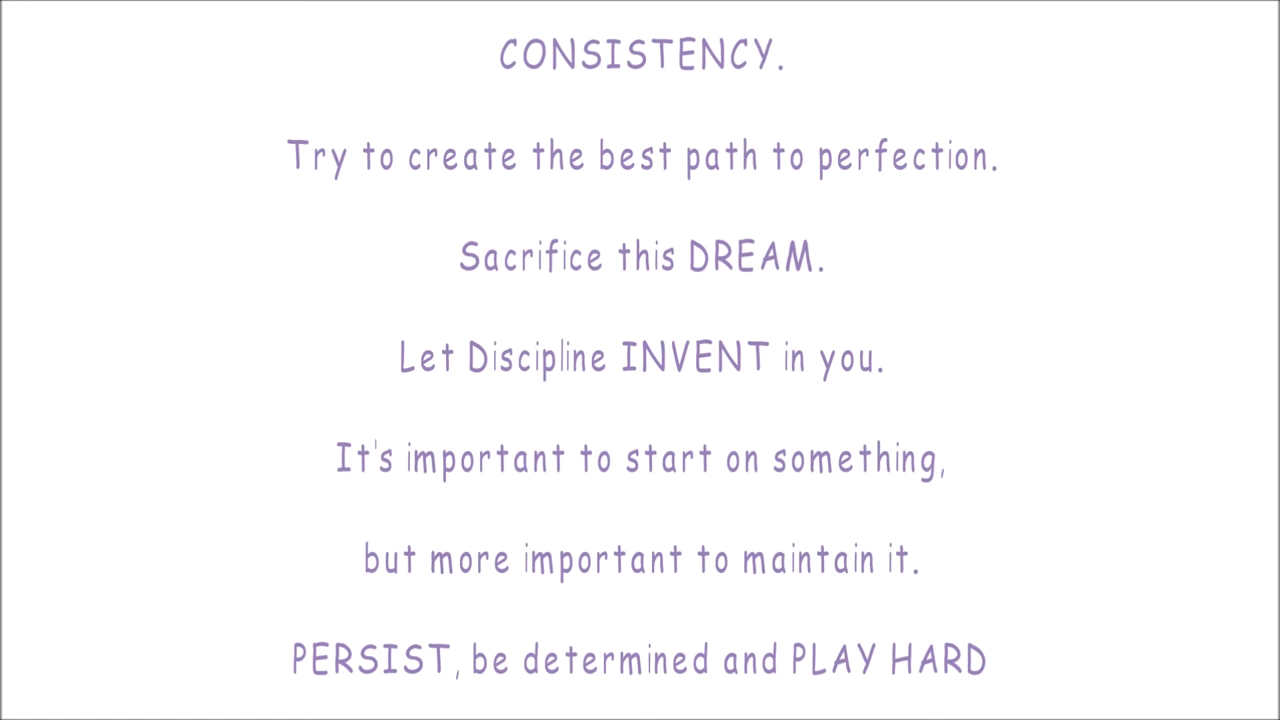 CONSISTENCY.
Try to create the best path to perfection.
Sacrifice this DREAM.
Let Discipline INVENT in you.
It's important to start on something,
but more important to maintain it.
PERSIST, be determined and PLAY HARD